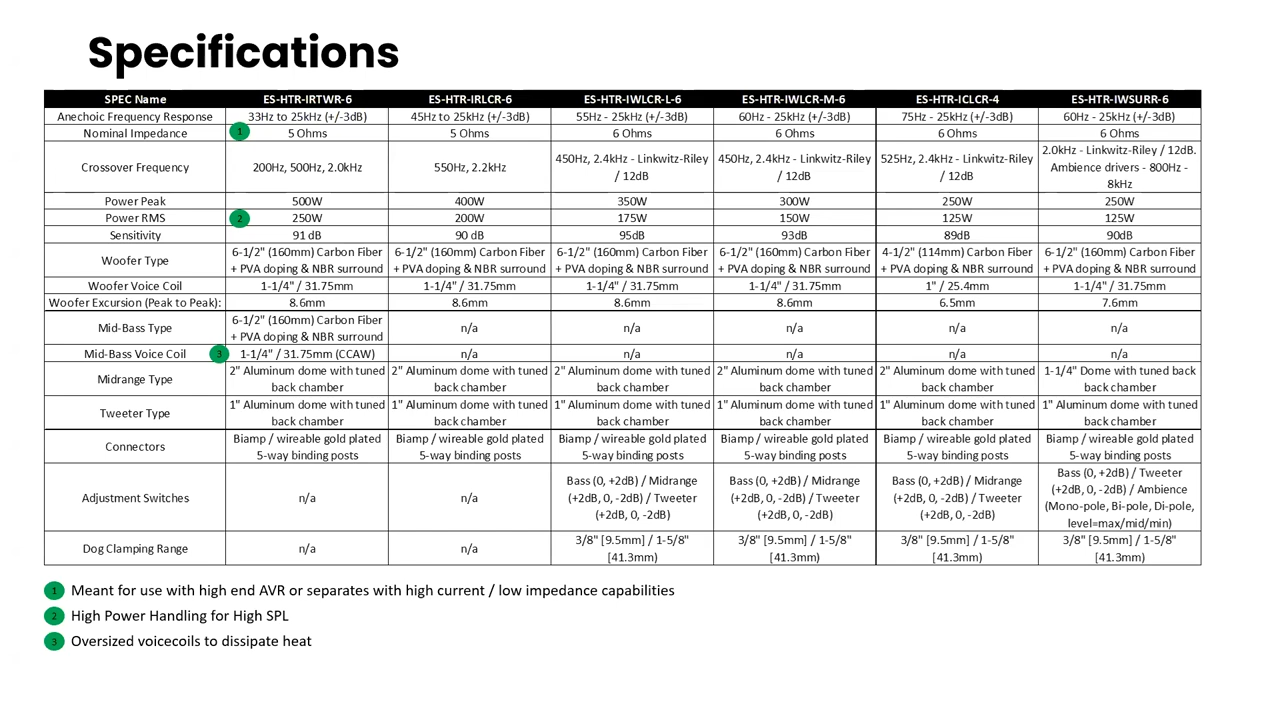 Specifications
SPEC Name ES-HTR-IRTWR-6 ES-HTR-IRLCR-6 ES-HTR-IWLCR-L-6 ES-HTR-IWLCR-M-6 ES-HTR-ICLCR-4 ES-HTR-IWSURR-6
Anechoic Frequency Response 33Hz to 25kHz (+/-3dB) 45Hz to 25kHz (+/-3dB) 55Hz - 25kHz (+/-3dB) 60Hz - 25kHz (+/-3dB) 75Hz - 25kHz (+/-3dB) 60Hz - 25kHz (+/-3dB)
Nominal Impedance 1 5 Ohms 5 Ohms 6 Ohms 6 Ohms 6 Ohms 6 Ohms
Crossover Frequency 200Hz, 500Hz, 2.0kHz 550Hz, 2.2kHz 450Hz, 2.4kHz - Linkwitz-Riley / 12dB 450Hz, 2.4kHz - Linkwitz-Riley / 12dB 525Hz, 2.4kHz - Linkwitz-Riley / 12dB 2.0kHz - Linkwitz-Riley / 12dB. Ambience drivers - 800Hz - 8kHz
Power Peak 500W 400W 350W 300W 250W 250W
Power RMS 2 250W 200W 175W 150W 125W 125W
Sensitivity 91 dB 90 dB 95dB 93dB 89dB 90dB
Woofer Type 6-1/2" (160mm) Carbon Fiber + PVA doping & NBR surround 6-1/2" (160mm) Carbon Fiber + PVA doping & NBR surround 6-1/2" (160mm) Carbon Fiber + PVA doping & NBR surround 6-1/2" (160mm) Carbon Fiber + PVA doping & NBR surround 4-1/2" (114mm) Carbon Fiber + PVA doping & NBR surround 6-1/2" (160mm) Carbon Fiber + PVA doping & NBR surround
Woofer Voice Coil 1-1/4" / 31.75mm 1-1/4" / 31.75mm 1-1/4" / 31.75mm 1-1/4" / 31.75mm 1" / 25.4mm 1-1/4" / 31.75mm
Woofer Excursion (Peak to Peak): 8.6mm 8.6mm 8.6mm 8.6mm 6.5mm 7.6mm
Mid-Bass Type 6-1/2" (160mm) Carbon Fiber + PVA doping & NBR surround n/a n/a n/a n/a n/a
Mid-Bass Voice Coil 3 1-1/4" / 31.75mm (CCAW) n/a n/a n/a n/a n/a
Midrange Type 2" Aluminum dome with tuned back chamber 2" Aluminum dome with tuned back chamber 2" Aluminum dome with tuned back chamber 2" Aluminum dome with tuned back chamber 2" Aluminum dome with tuned back chamber 1-1/4" Dome with tuned back back chamber
Tweeter Type 1" Aluminum dome with tuned back chamber 1" Aluminum dome with tuned back chamber 1" Aluminum dome with tuned back chamber 1" Aluminum dome with tuned back chamber 1" Aluminum dome with tuned back chamber 1" Aluminum dome with tuned back chamber
Connectors Biamp / wireable gold plated 5-way binding posts Biamp / wireable gold plated 5-way binding posts Biamp / wireable gold plated 5-way binding posts Biamp / wireable gold plated 5-way binding posts Biamp / wireable gold plated 5-way binding posts Biamp / wireable gold plated 5-way binding posts
Adjustment Switches n/a n/a Bass (0, +2dB) / Midrange (+2dB, 0, -2dB) / Tweeter (+2dB, 0, -2dB) Bass (0, +2dB) / Midrange (+2dB, 0, -2dB) / Tweeter (+2dB, 0, -2dB) Bass (0, +2dB) / Midrange (+2dB, 0, -2dB) / Tweeter (+2dB, 0, -2dB) Bass (0, +2dB) / Tweeter (+2dB, 0, -2dB) / Ambience (Mono-pole, Bi-pole, Di-pole, level=max/mid/min)
Dog Clamping Range n/a n/a 3/8" [9.5mm] / 1-5/8" [41.3mm] 3/8" [9.5mm] / 1-5/8" [41.3mm] 3/8" [9.5mm] / 1-5/8" [41.3mm] 3/8" [9.5mm] / 1-5/8" [41.3mm]
1 Meant for use with high end AVR or separates with high current / low impedance capabilities
2 High Power Handling for High SPL
3 Oversized voicecoils to dissipate heat